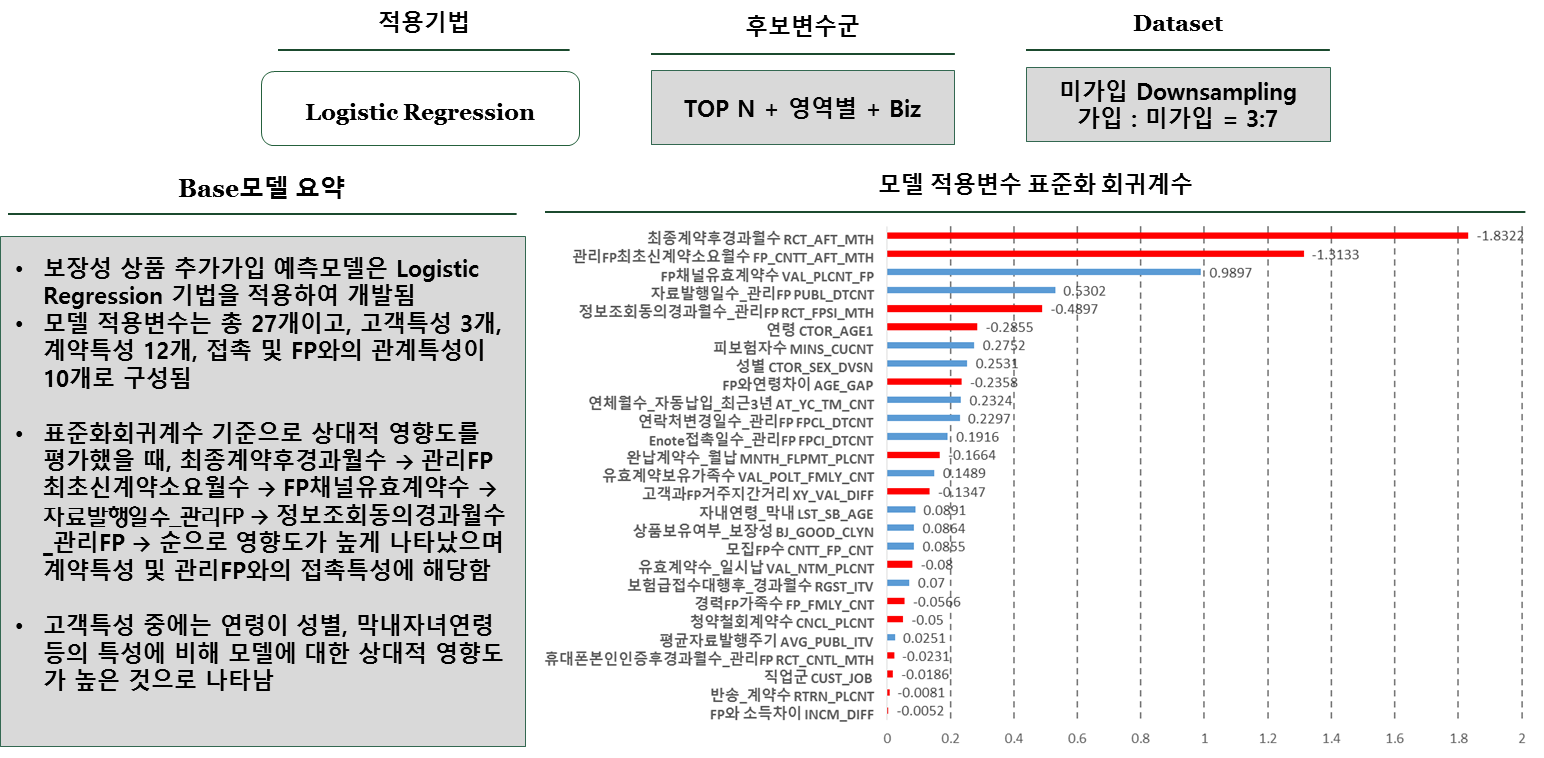 적용기법
후보변수군
Dataset
Logistic Regression
TOP N + 영역별 + Biz
미가입 Downsampling
가입 : 미가입 = 3:7
Base모델 요약
• 보장성 상품 추가가입 예측모델은 Logistic
Regression 기법을 적용하여 개발됨
• 모델 적용변수는 총 27개이고, 고객특성 3개,
계약특성 12개, 접촉 및 FP와의 관계특성이
10개로 구성됨
• 표준화회귀계수 기준으로 상대적 영향도를
평가했을 때, 최종계약후경과월수 → 관리FP
최초신계약소요월수 → FP채널유효계약수 →
자료발행일수_관리FP → 정보조회동의경과월수
_관리FP → 순으로 영향도가 높게 나타났으며
계약특성 및 관리FP와의 접촉특성에 해당함
• 고객특성 중에는 연령이 성별, 막내자녀연령
등의 특성에 비해 모델에 대한 상대적 영향도
가 높은 것으로 나타남
모델 적용변수 표준화 회귀계수
최종계약후경과월수 RCT_AFT_MTH -1.8322
관리FP최초신계약소요월수 FP_CNTT_AFT_MTH -1.3133
FP채널유효계약수 VAL_PLCNT_FP 0.9897
자료발행일수_관리FP PUBL_DTCNT 0.5302
정보조회동의경과월수_관리FP RCT_FPSI_MTH -0.4897
연령 CTOR_AGE1 -0.2855
피보험자수 MINS_CUCNT 0.2752
성별 CTOR_SEX_DVSN 0.2531
FP와연령차이 AGE_GAP -0.2358
연체월수_자동납입_최근3년 AT_YC_TM_CNT 0.2324
연락처변경일수_관리FP FPCL_DTCNT 0.2297
Enote접촉일수_관리FP FPCI_DTCNT 0.1916
완납계약수_월납 MNTH_FLPMT_PLCNT -0.1664
유효계약보유가족수 VAL_POLT_FMLY_CNT 0.1489
고객과FP거주지간거리 XY_VAL_DIFF -0.1347
자내연령_막내 LST_SB_AGE 0.0891
상품보유여부_보장성 BJ_GOOD_CLYN 0.0864
모집FP수 CNTT_FP_CNT 0.0855
유효계약수_일시납 VAL_NTM_PLCNT -0.08
보험급접수대행후_경과월수 RGST_ITV 0.07
경력FP가족수 FP_FMLY_CNT -0.0566
청약철회계약수 CNCL_PLCNT -0.05
평균자료발행주기 AVG_PUBL_ITV 0.0251
휴대폰본인인증후경과월수_관리FP RCT_CNTL_MTH -0.0231
직업군 CUST_JOB -0.0186
반송_계약수 RTRN_PLCNT -0.0081
FP와 소득차이 INCM_DIFF -0.0052
0 0.2 0.4 0.6 0.8 1 1.2 1.4 1.6 1.8 2